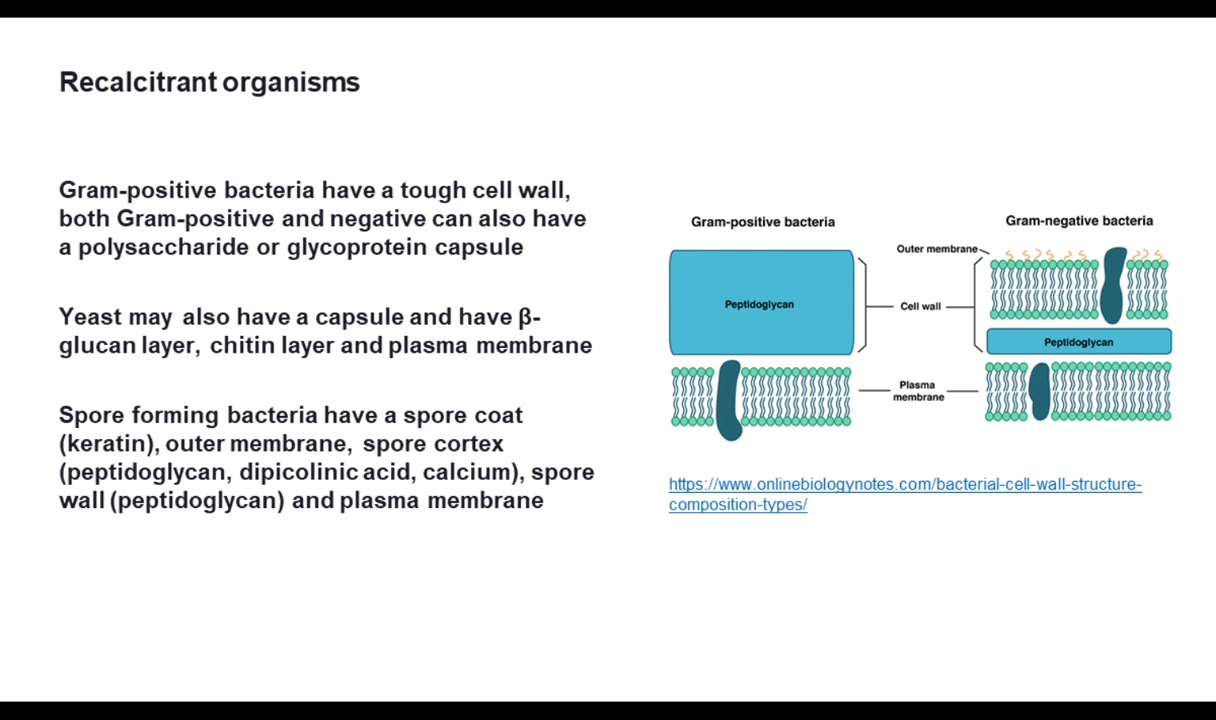 Recalcitrant organisms
Gram-positive bacteria have a tough cell wall,
both Gram-positive and negative can also have
a polysaccharide or glycoprotein capsule
Yeast may also have a capsule and have β-
glucan layer, chitin layer and plasma membrane
Spore forming bacteria have a spore coat
(keratin), outer membrane, spore cortex
(peptidoglycan, dipicolinic acid, calcium), spore
wall (peptidoglycan) and plasma membrane
Gram-positive bacteria
Gram-negative bacteria
Outer membrane
Peptidoglycan
Cell wall
Peptidoglycan
Plasma
membrane
https://www.onlinebiologynotes.com/bacterial-cell-wall-structure-
composition-types/